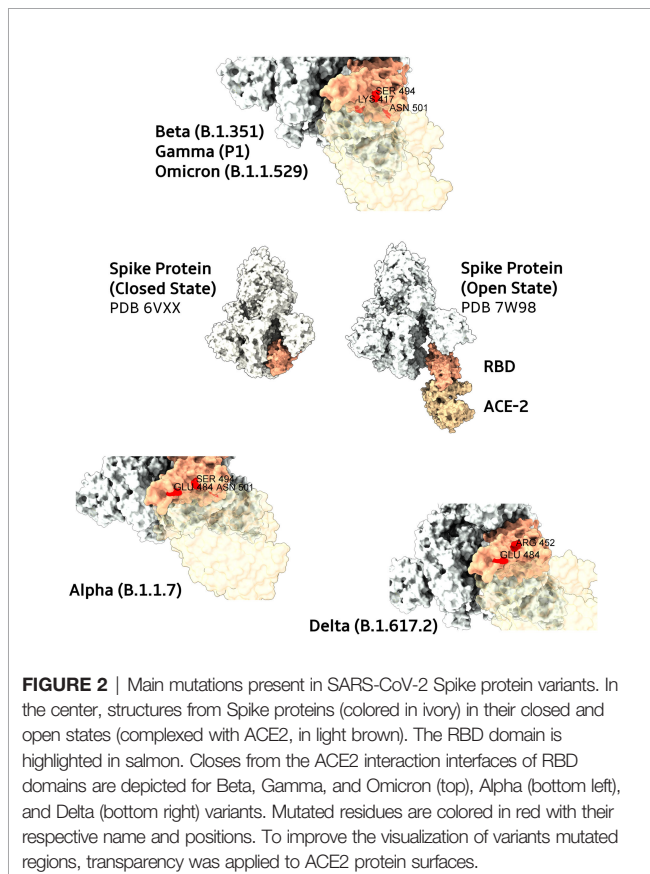 SER 494
LYS 417
ASN 501
Beta (B.1.351)
Gamma (P1)
Omicron (B.1.1.529)
Spike Protein
(Closed State)
PDB 6VXX
Spike Protein
(Open State)
PDB 7W98
RBD
ACE-2
SER 494
GLU 484 ASN 501
Alpha (B.1.1.7)
ARG 452
GLU 484
Delta (B.1.617.2)
FIGURE 2 | Main mutations present in SARS-CoV-2 Spike protein variants. In
the center, structures from Spike proteins (colored in ivory) in their closed and
open states (complexed with ACE2, in light brown). The RBD domain is
highlighted in salmon. Closes from the ACE2 interaction interfaces of RBD
domains are depicted for Beta, Gamma, and Omicron (top), Alpha (bottom left),
and Delta (bottom right) variants. Mutated residues are colored in red with their
respective name and positions. To improve the visualization of variants mutated
regions, transparency was applied to ACE2 protein surfaces.